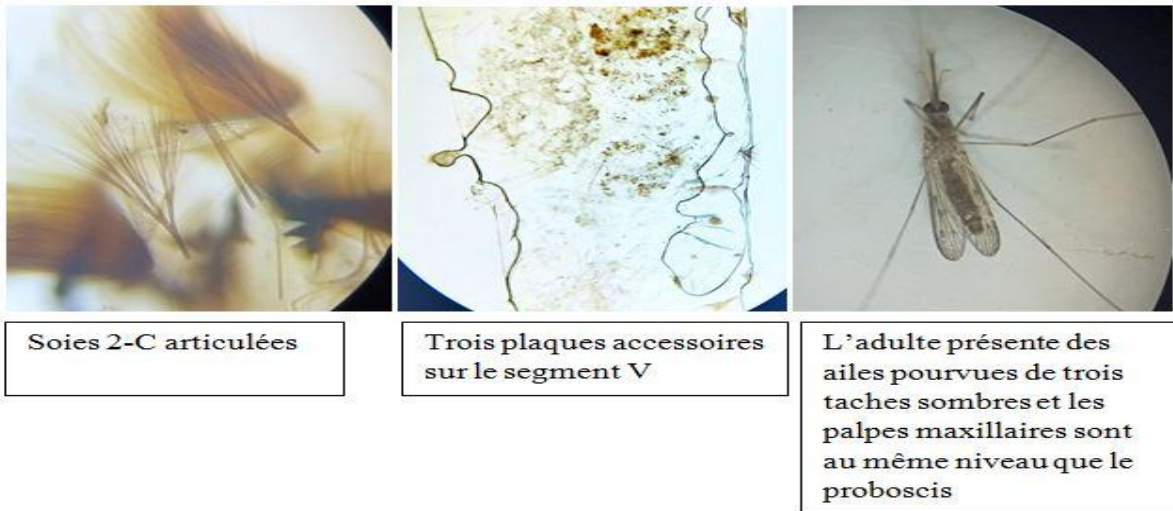 Soies 2-C articulées
Trois plaques accessoires
sur le segment V
L'adulte présente des
ailes pourvues de trois
taches sombres et les
palpes maxillaires sont
au même niveau que le
proboscis